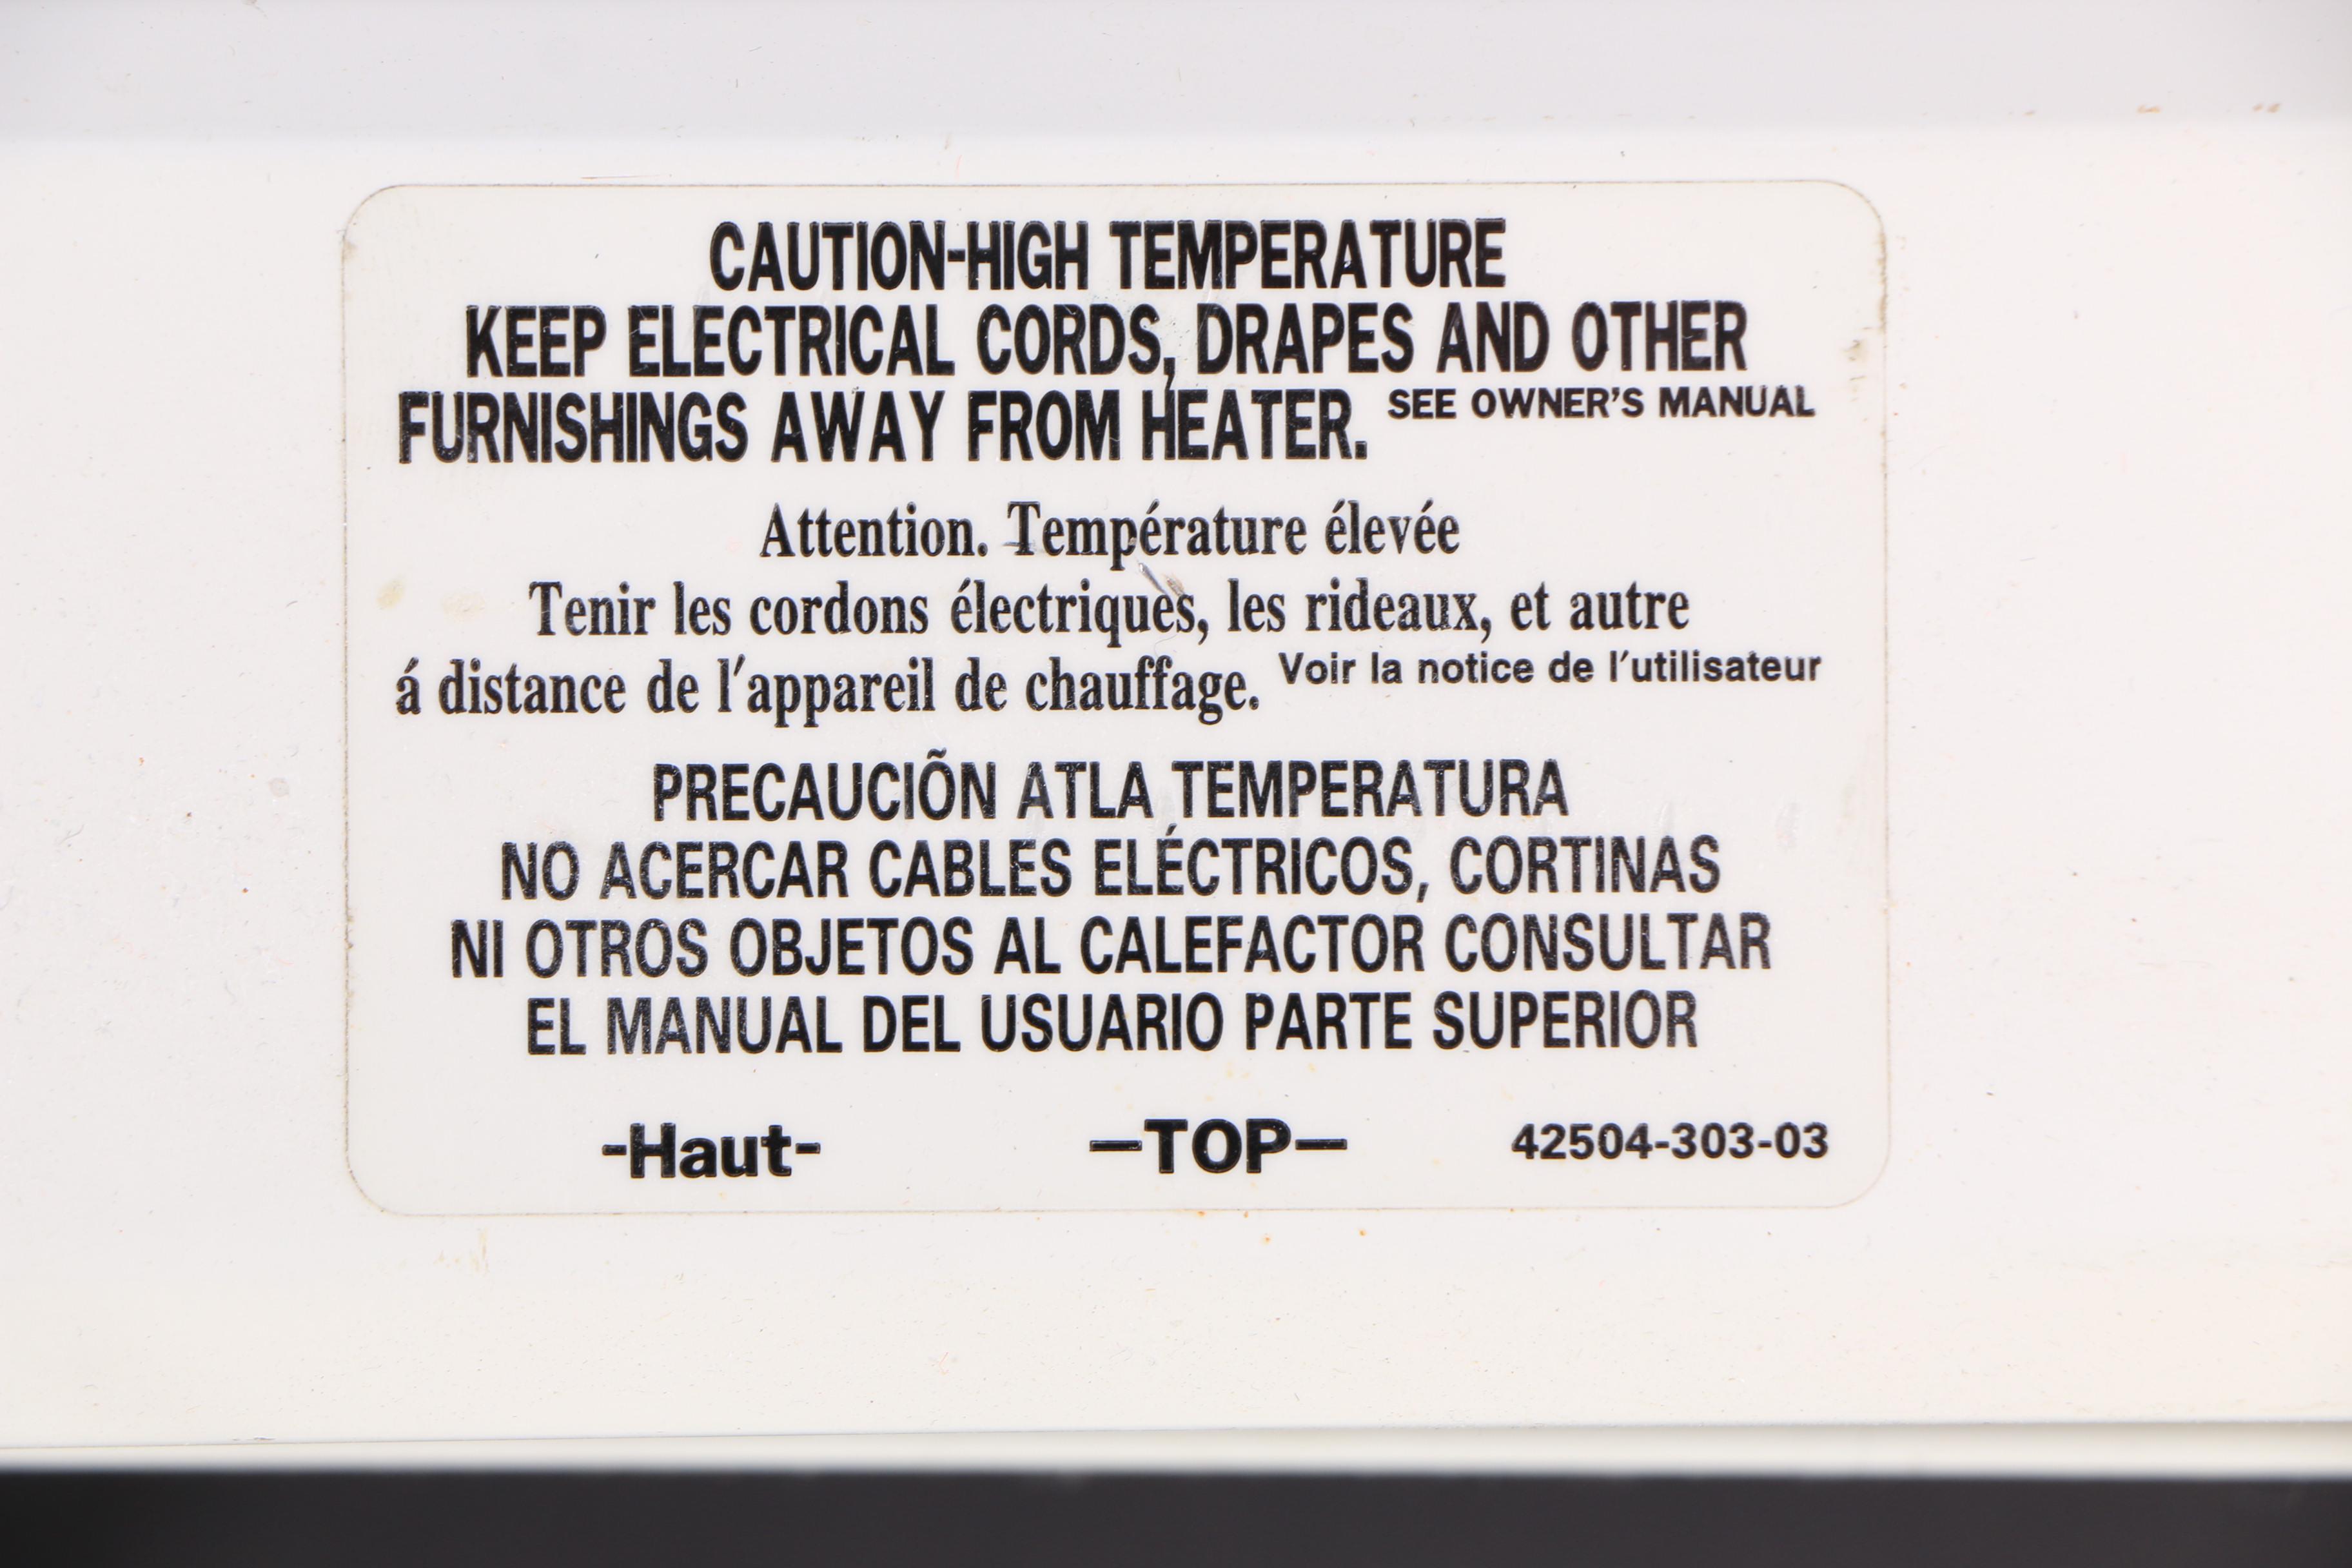 CAUTION-HIGH TEMPERATURE
KEEP ELECTRICAL CORDS, DRAPES AND OTHER
FURNISHINGS AWAY FROM HEATER. SEE OWNER'S MANUAL
Attention. Température élevée
Tenir les cordons électriques, les rideaux, et autre
á distance de l'appareil de chauffage. Voir la notice de l'utilisateur
PRECAUCIÕN ATLA TEMPERATURA
NO ACERCAR CABLES ELÉCTRICOS, CORTINAS
NI OTROS OBJETOS AL CALEFACTOR CONSULTAR
EL MANUAL DEL USUARIO PARTE SUPERIOR
-Haut- —TOP— 42504-303-03